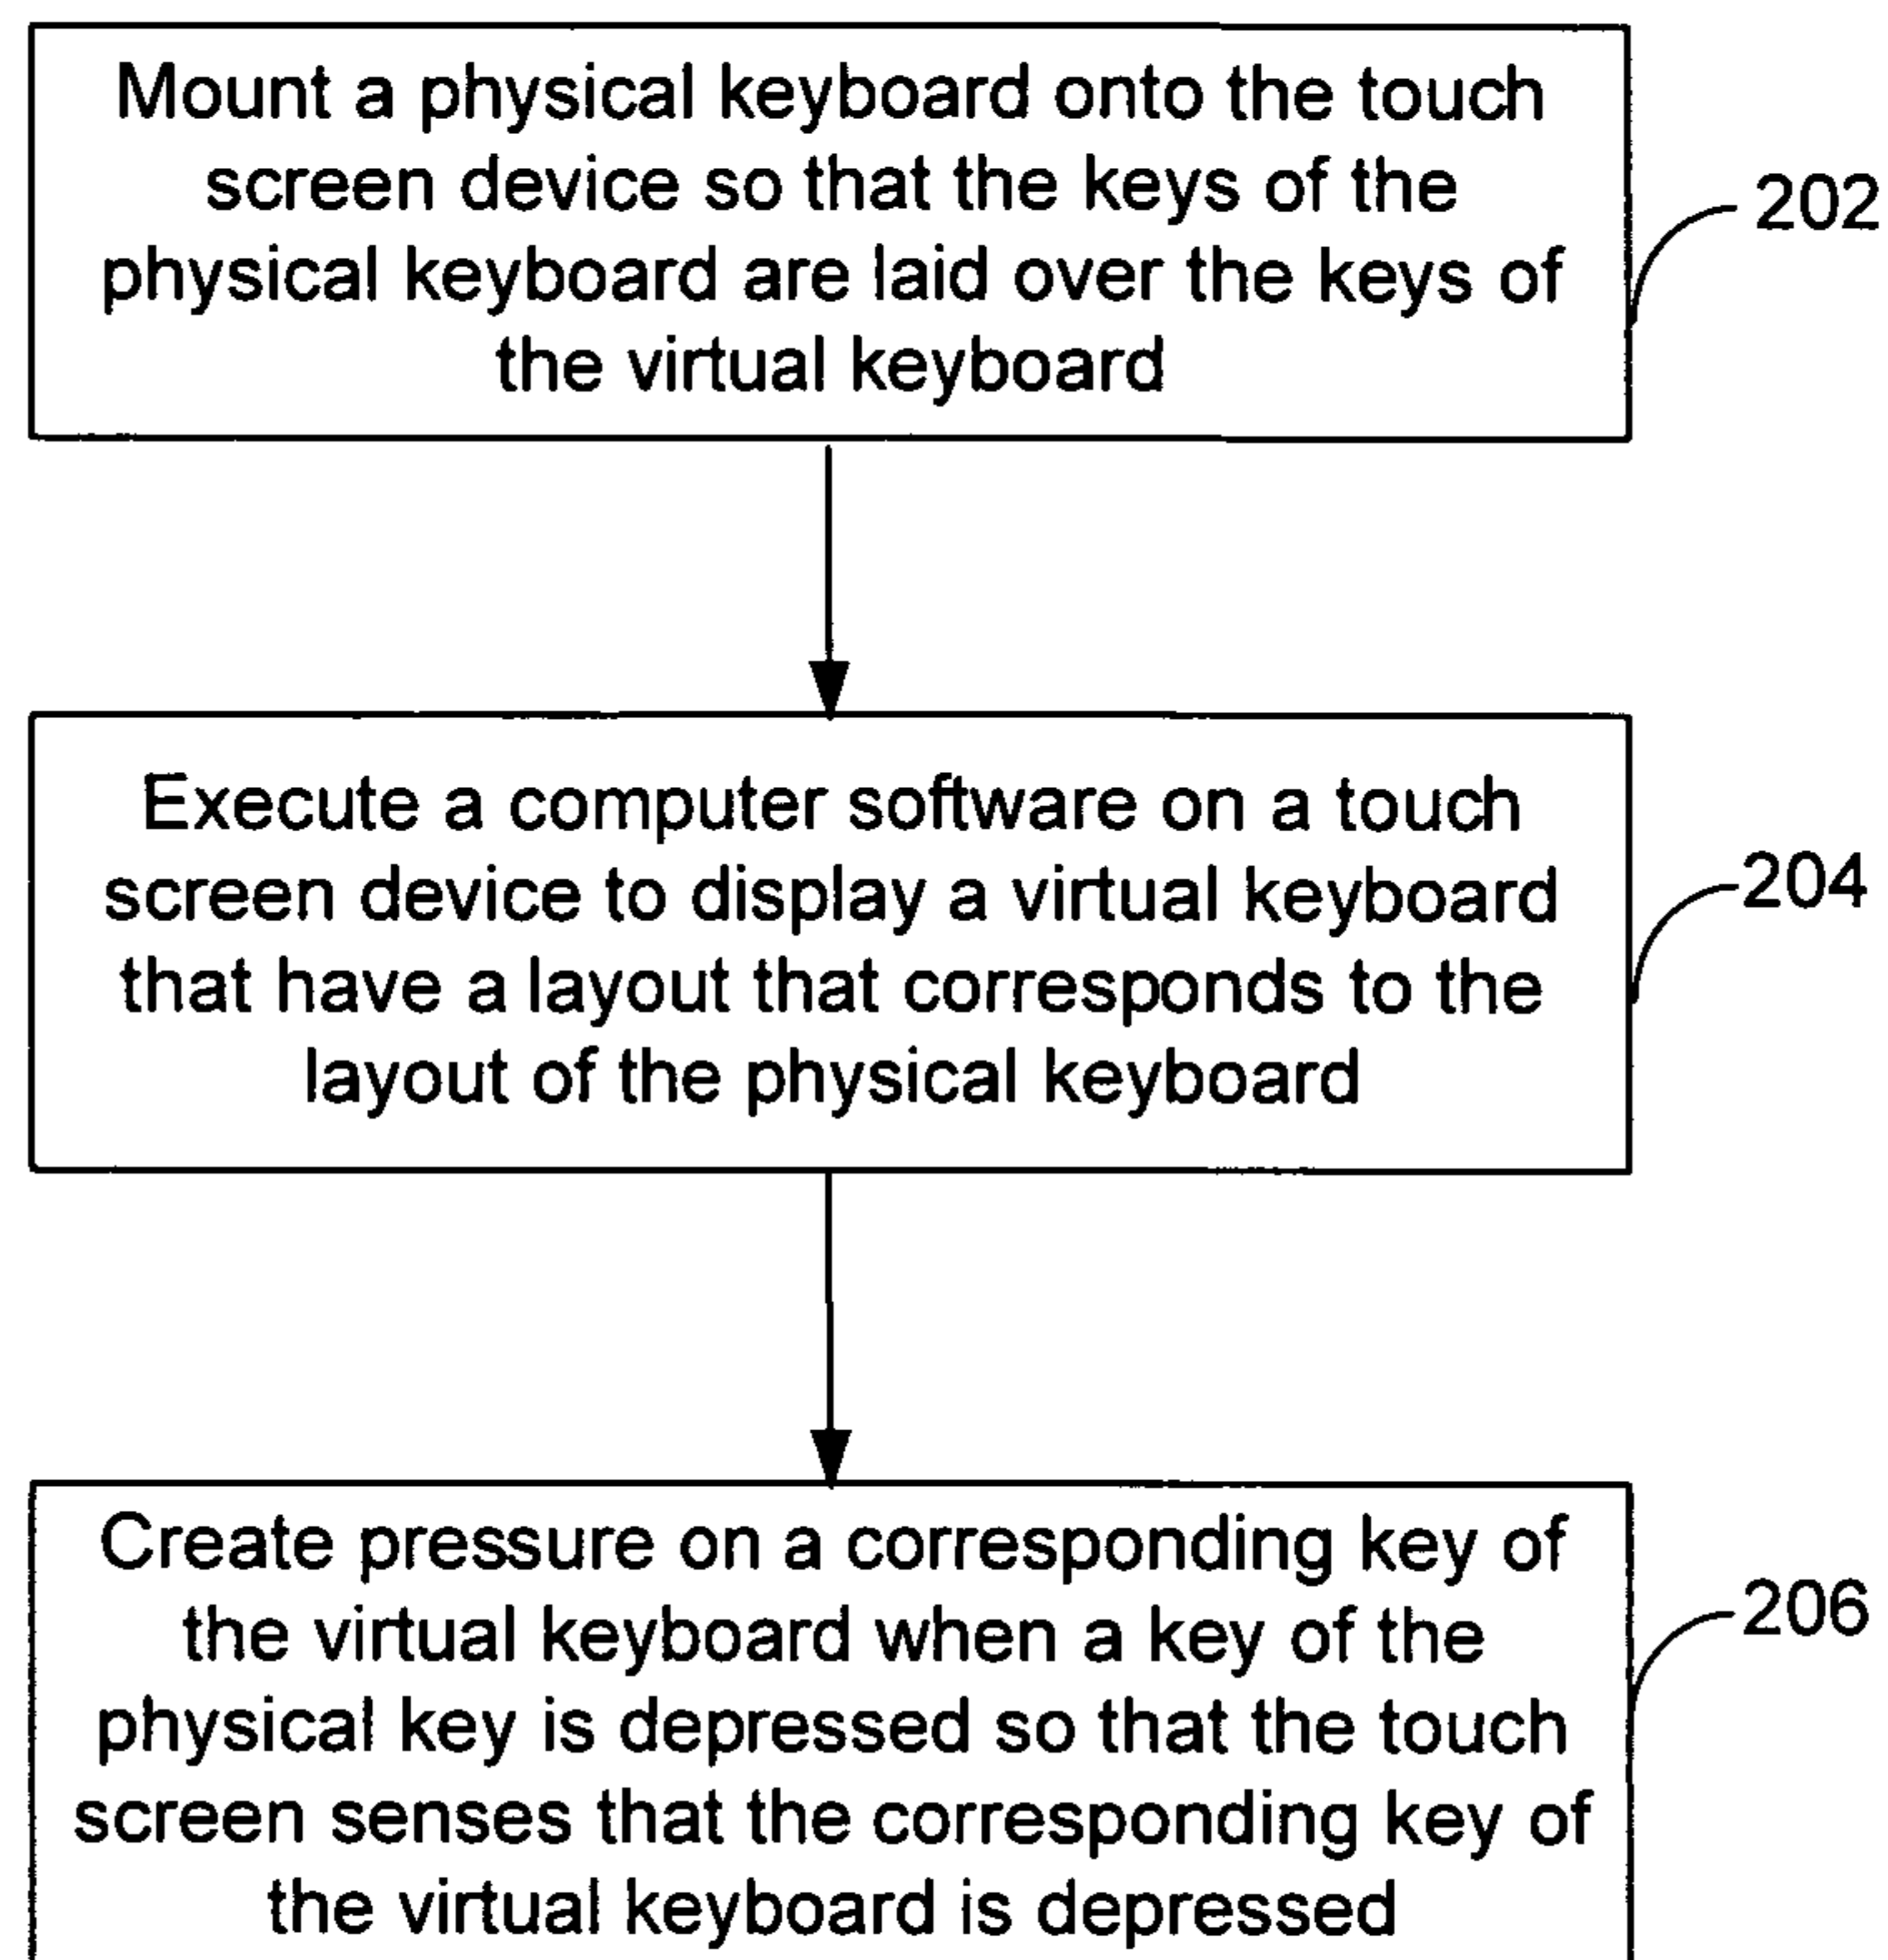 Mount a physical keyboard onto the touch
screen device so that the keys of the
physical keyboard are laid over the keys of
the virtual keyboard
202
Execute a computer software on a touch
screen device to display a virtual keyboard
that have a layout that corresponds to the
layout of the physical keyboard
204
Create pressure on a corresponding key of
the virtual keyboard when a key of the
physical key is depressed so that the touch
screen senses that the corresponding key of
the virtual keyboard is depressed
206